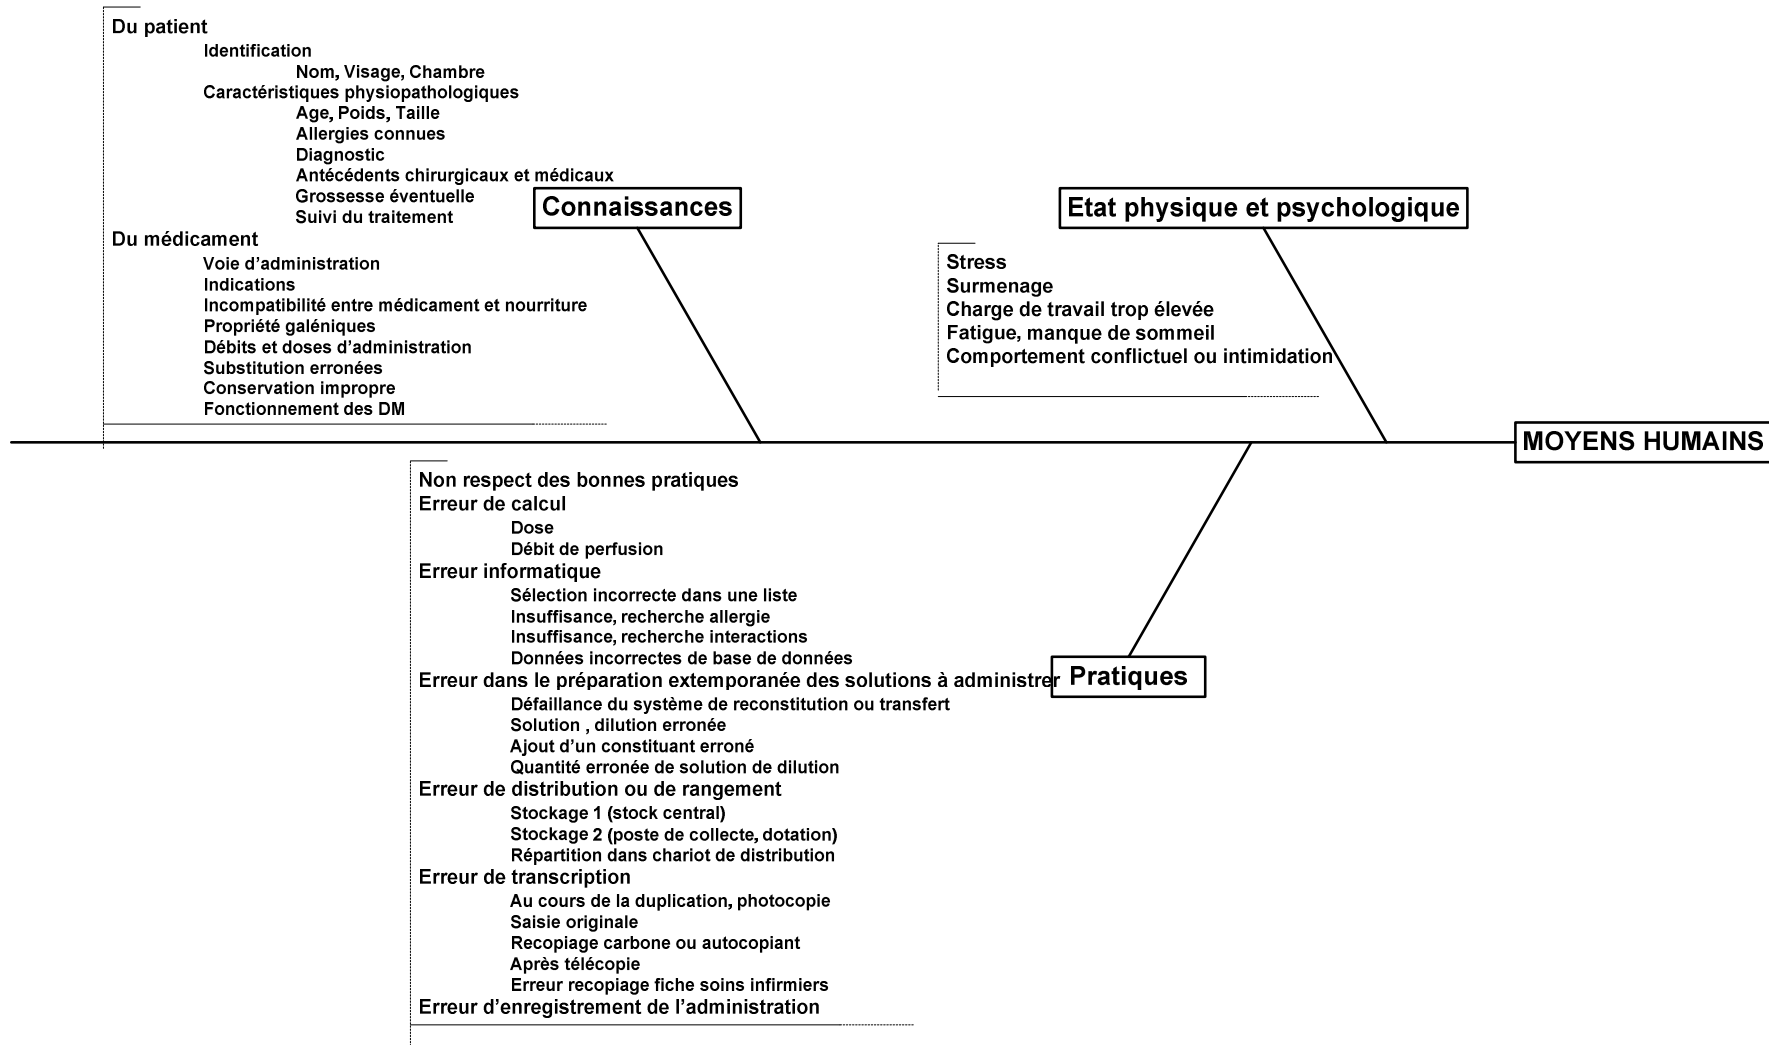 Du patient
Identification
Nom, Visage, Chambre
Caractéristiques physiopathologiques
Age, Poids, Taille
Allergies connues
Diagnostic
Antécédents chirurgicaux et médicaux
Grossesse éventuelle
Suivi du traitement
Du médicament
Voie d’administration
Indications
Incompatibilité entre médicament et nourriture
Propriété galéniques
Débits et doses d’administration
Substitution erronées
Conservation impropre
Fonctionnement des DM
Connaissances
Etat physique et psychologique
Stress
Surmenage
Charge de travail trop élevée
Fatigue, manque de sommeil
Comportement conflictuel ou intimidation
MOYENS HUMAINS
Non respect des bonnes pratiques
Erreur de calcul
Dose
Débit de perfusion
Erreur informatique
Sélection incorrecte dans une liste
Insuffisance, recherche allergie
Insuffisance, recherche interactions
Données incorrectes de base de données
Erreur dans le préparation extemporanée des solutions à administrer
Défaillance du système de reconstitution ou transfert
Solution , dilution erronée
Ajout d’un constituant erroné
Quantité erronée de solution de dilution
Erreur de distribution ou de rangement
Stockage 1 (stock central)
Stockage 2 (poste de collecte, dotation)
Répartition dans chariot de distribution
Erreur de transcription
Au cours de la duplication, photocopie
Saisie originale
Recopiage carbone ou autocopiant
Après télécopie
Erreur recopiage fiche soins infirmiers
Erreur d’enregistrement de l’administration
Pratiques